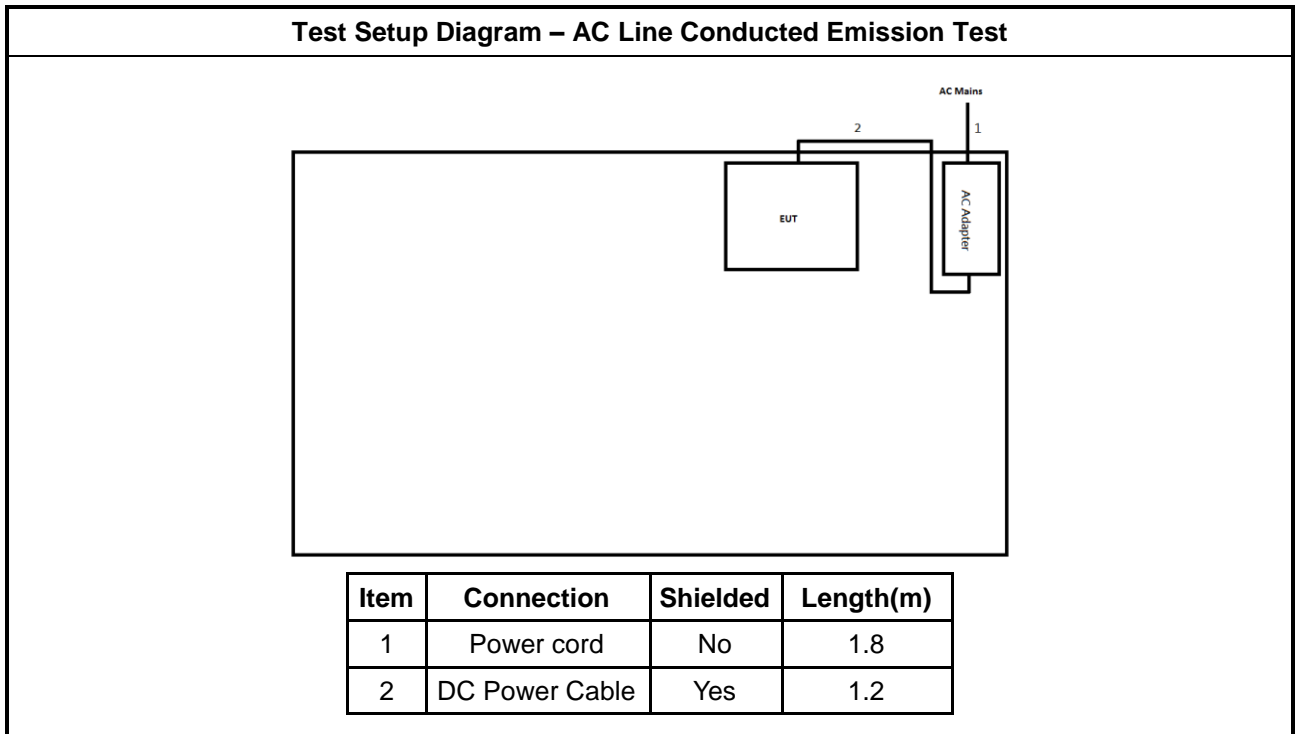 Test Setup Diagram – AC Line Conducted Emission Test
AC Mains
2
1
EUT
AC Adapter
Item Connection Shielded Length(m)
1 Power cord No 1.8
2 DC Power Cable Yes 1.2